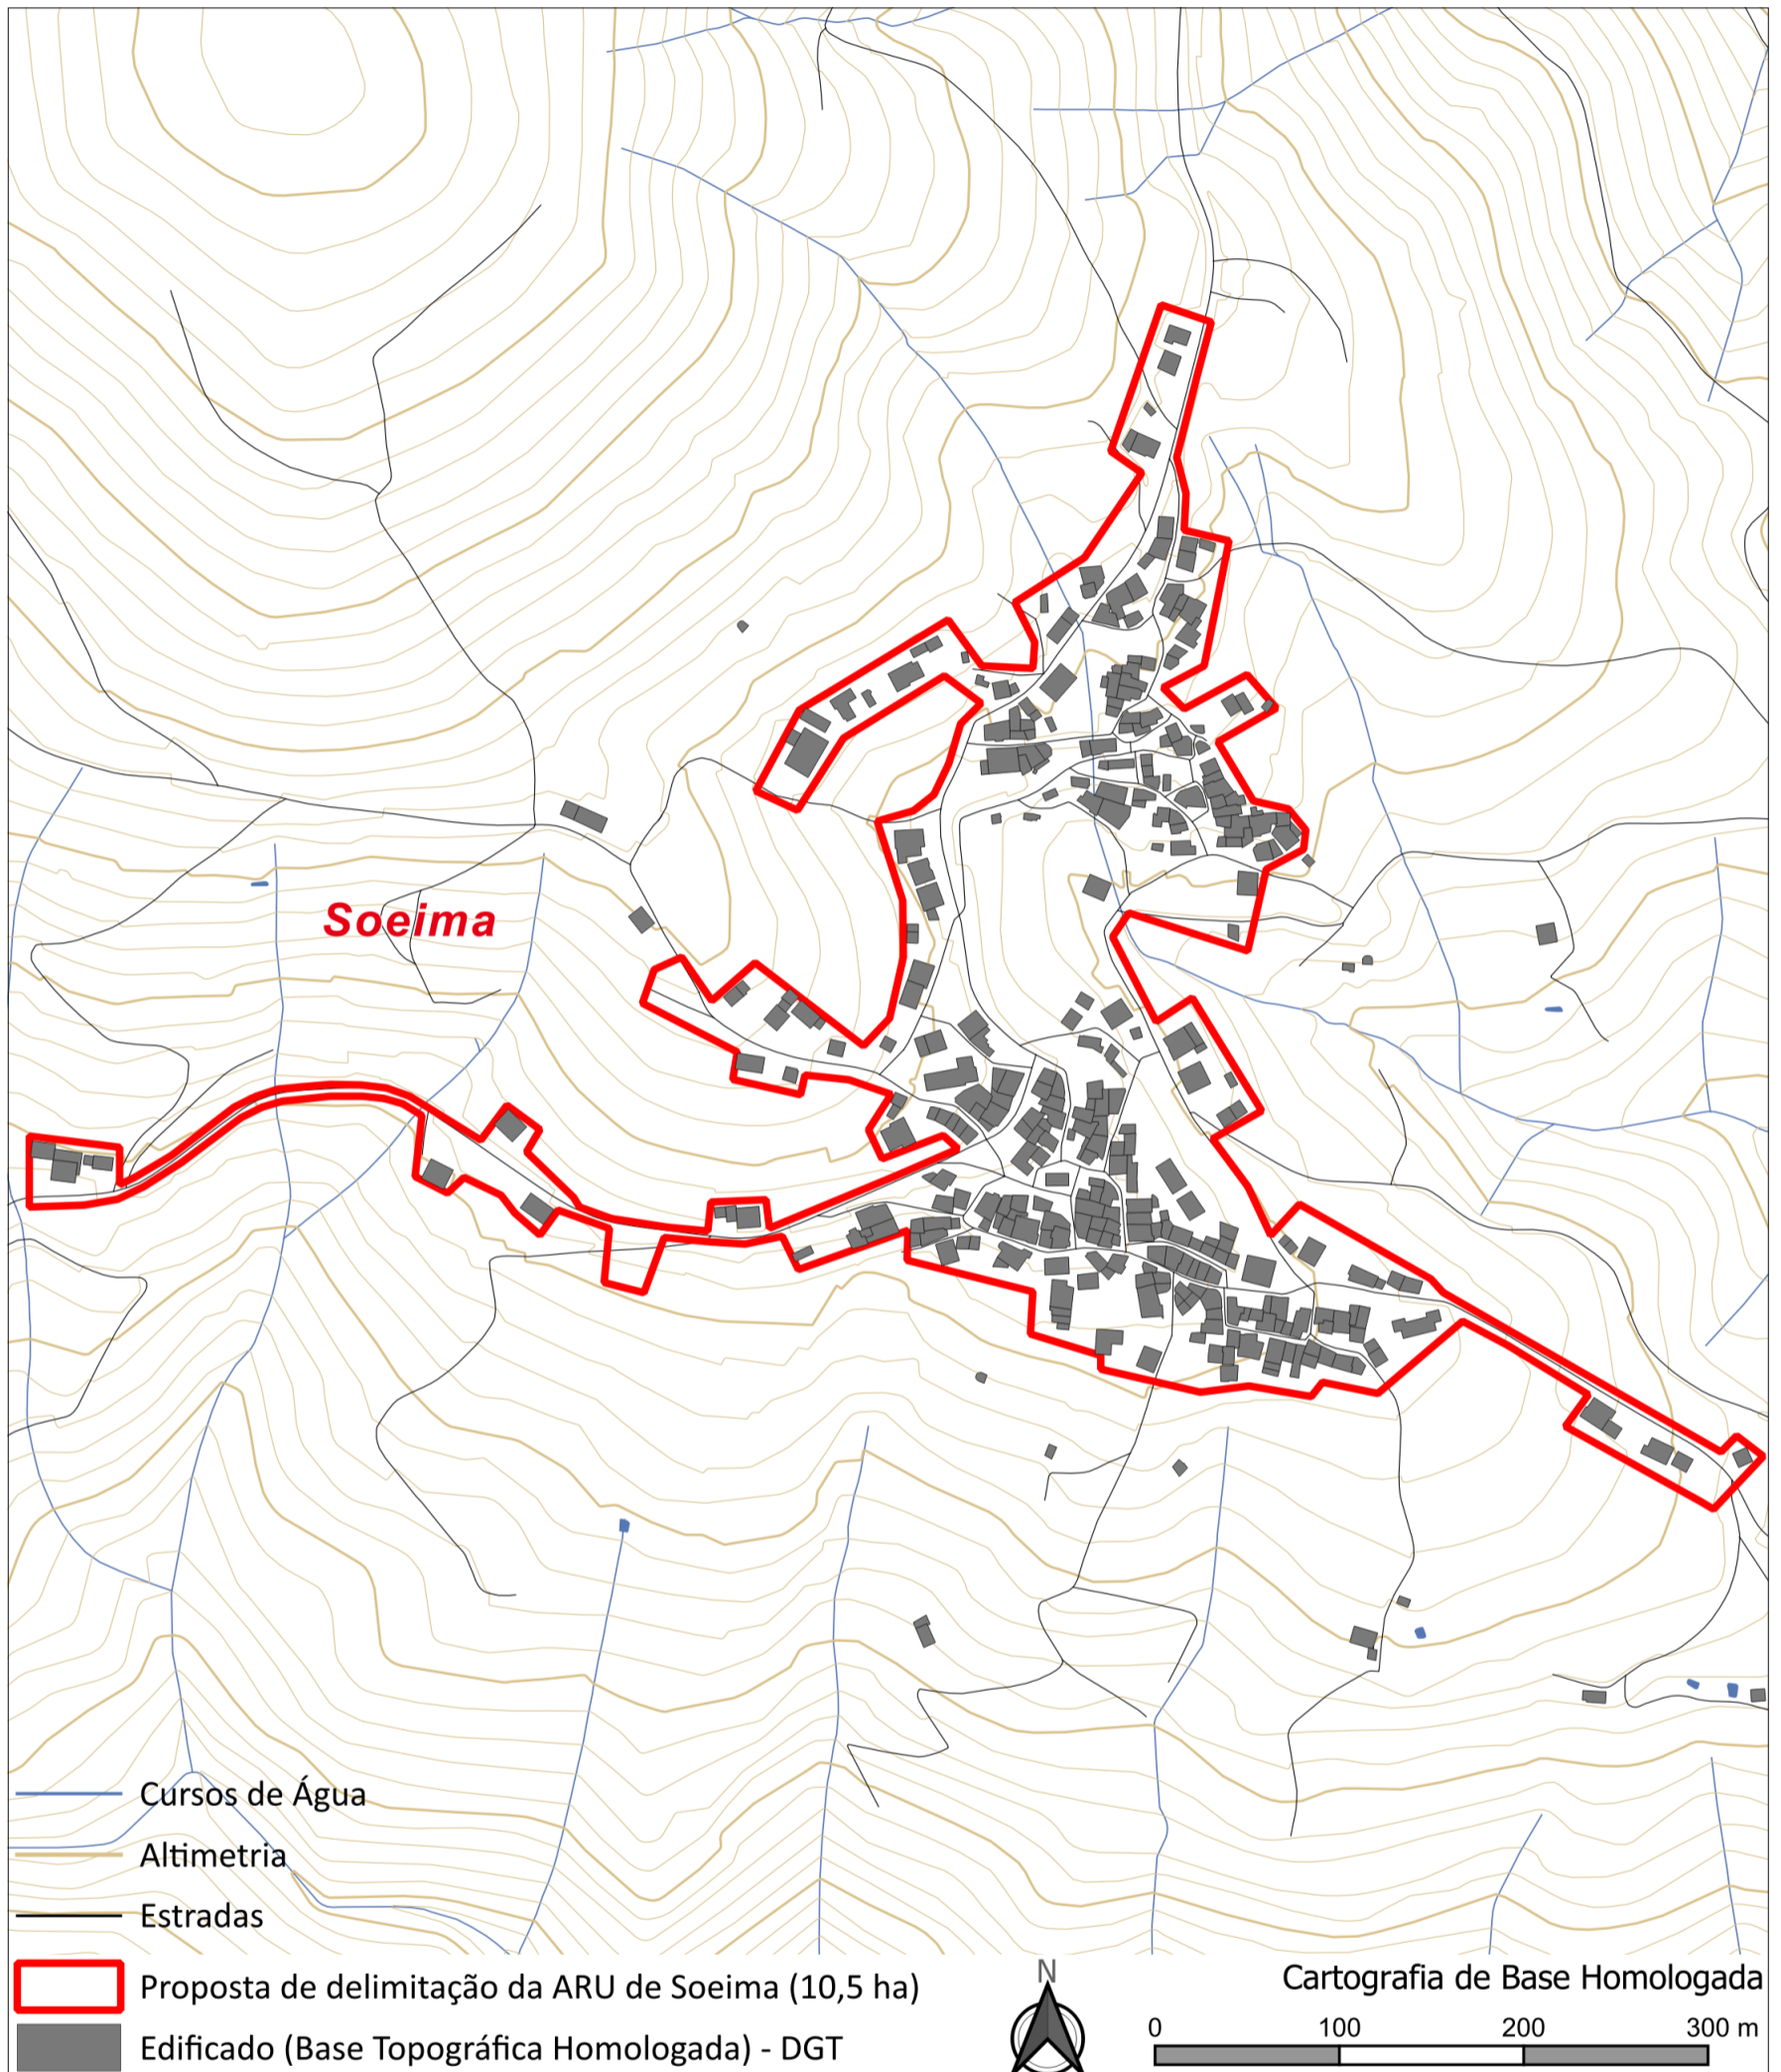 Soeima
Cursos de Água
Altimetria
Estradas
Proposta de delimitação da ARU de Soeima (10,5 ha)
Edificado (Base Topográfica Homologada) - DGT
N
Cartografia de Base Homologada
0 100 200 300 m